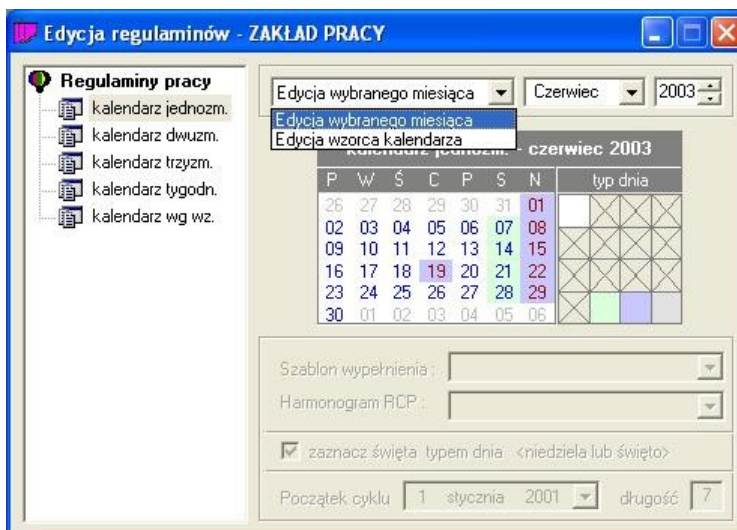 Edycja regulaminów - ZAKŁAD PRACY
Regulaminy pracy
kalendarz jednozm.
kalendarz dwuzm.
kalendarz trzyzm.
kalendarz tygodn.
kalendarz wg wz.
Edycja wybranego miesiąca Czerwiec 2003
Edycja wybranego miesiąca
Edycja wzorca kalendarza
kalendarz jednozm. - czerwiec 2003
P W Ś C P S N typ dnia
26 27 28 29 30 31 01
02 03 04 05 06 07 08
09 10 11 12 13 14 15
16 17 18 19 20 21 22
23 24 25 26 27 28 29
30 01 02 03 04 05 06
Szablon wypełnienia :
Harmonogram RCP :
zaznacz święta typem dnia <niedziela lub święto>
Początek cyklu 1 stycznia 2001 długość 7